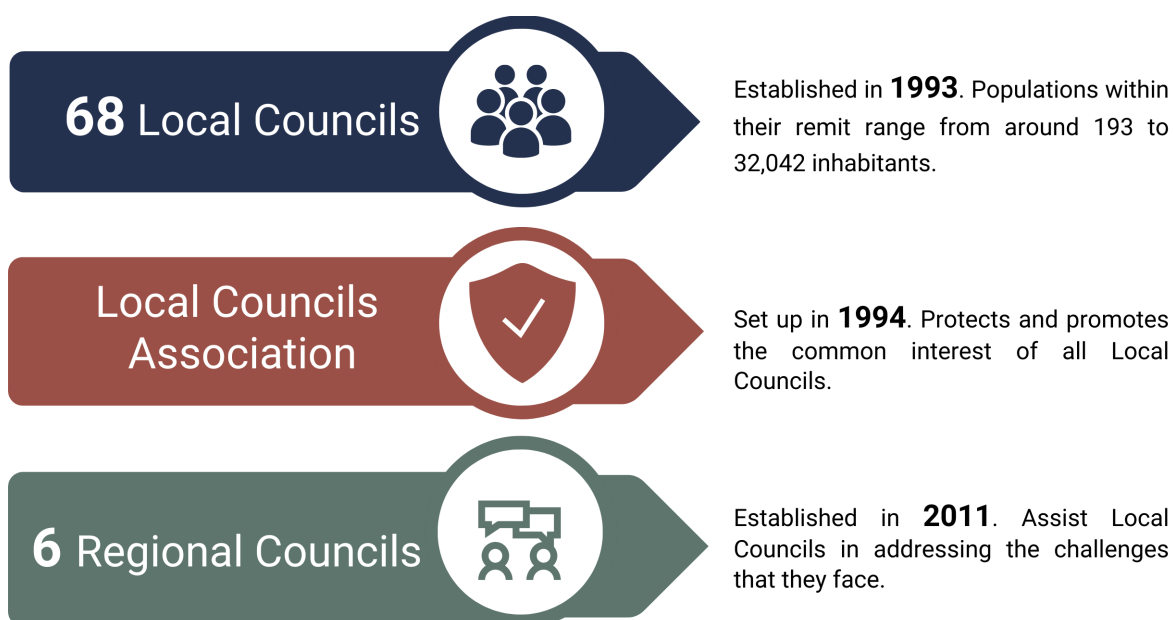 68 Local Councils
Established in 1993. Populations within
their remit range from around 193 to
32,042 inhabitants.
Local Councils
Association
Set up in 1994. Protects and promotes
the common interest of all Local
Councils.
6 Regional Councils
Established in 2011. Assist Local
Councils in addressing the challenges
that they face.